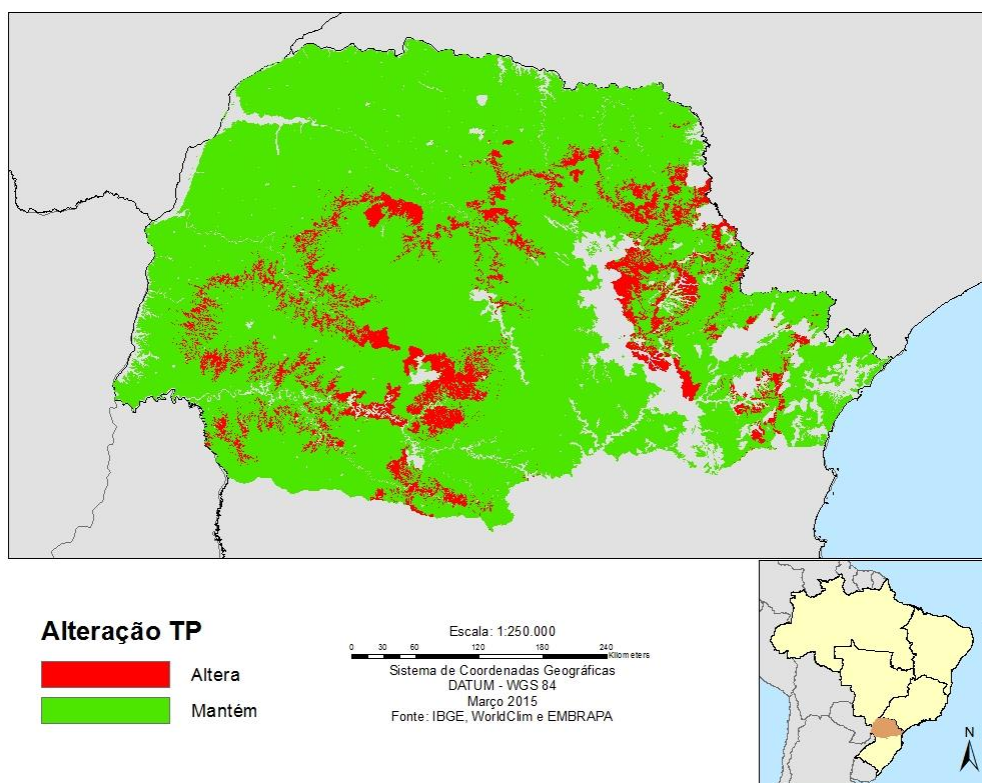 Alteração TP
Altera
Mantém
Escala: 1:250.000
0 30 60 120 180 240
Kilometers
Sistema de Coordenadas Geográficas
DATUM - WGS 84
Março 2015
Fonte: IBGE, WorldClim e EMBRAPA
N